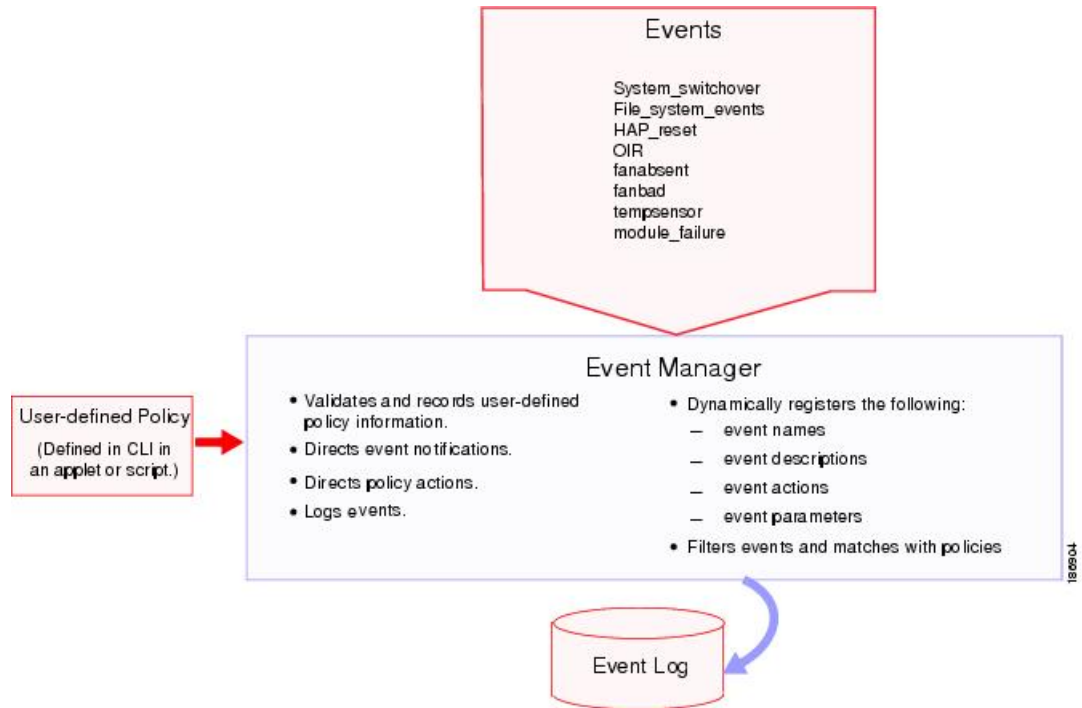 Events
System_switchover
File_system_events
HAP_reset
OIR
fanabsent
fanbad
tempsensor
module_failure
User-defined Policy
(Defined in CLI in
an applet or script.)
Event Manager
• Validates and records user-defined
policy information.
• Directs event notifications.
• Directs policy actions.
• Logs events.
• Dynamically registers the following:
— event names
— event descriptions
— event actions
— event parameters
• Filters events and matches with policies
186904
Event Log